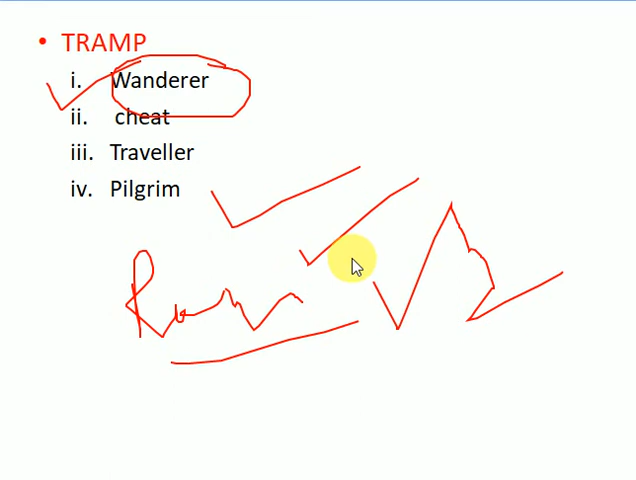 • TRAMP
i. Wanderer
ii. cheat
iii. Traveller
iv. Pilgrim